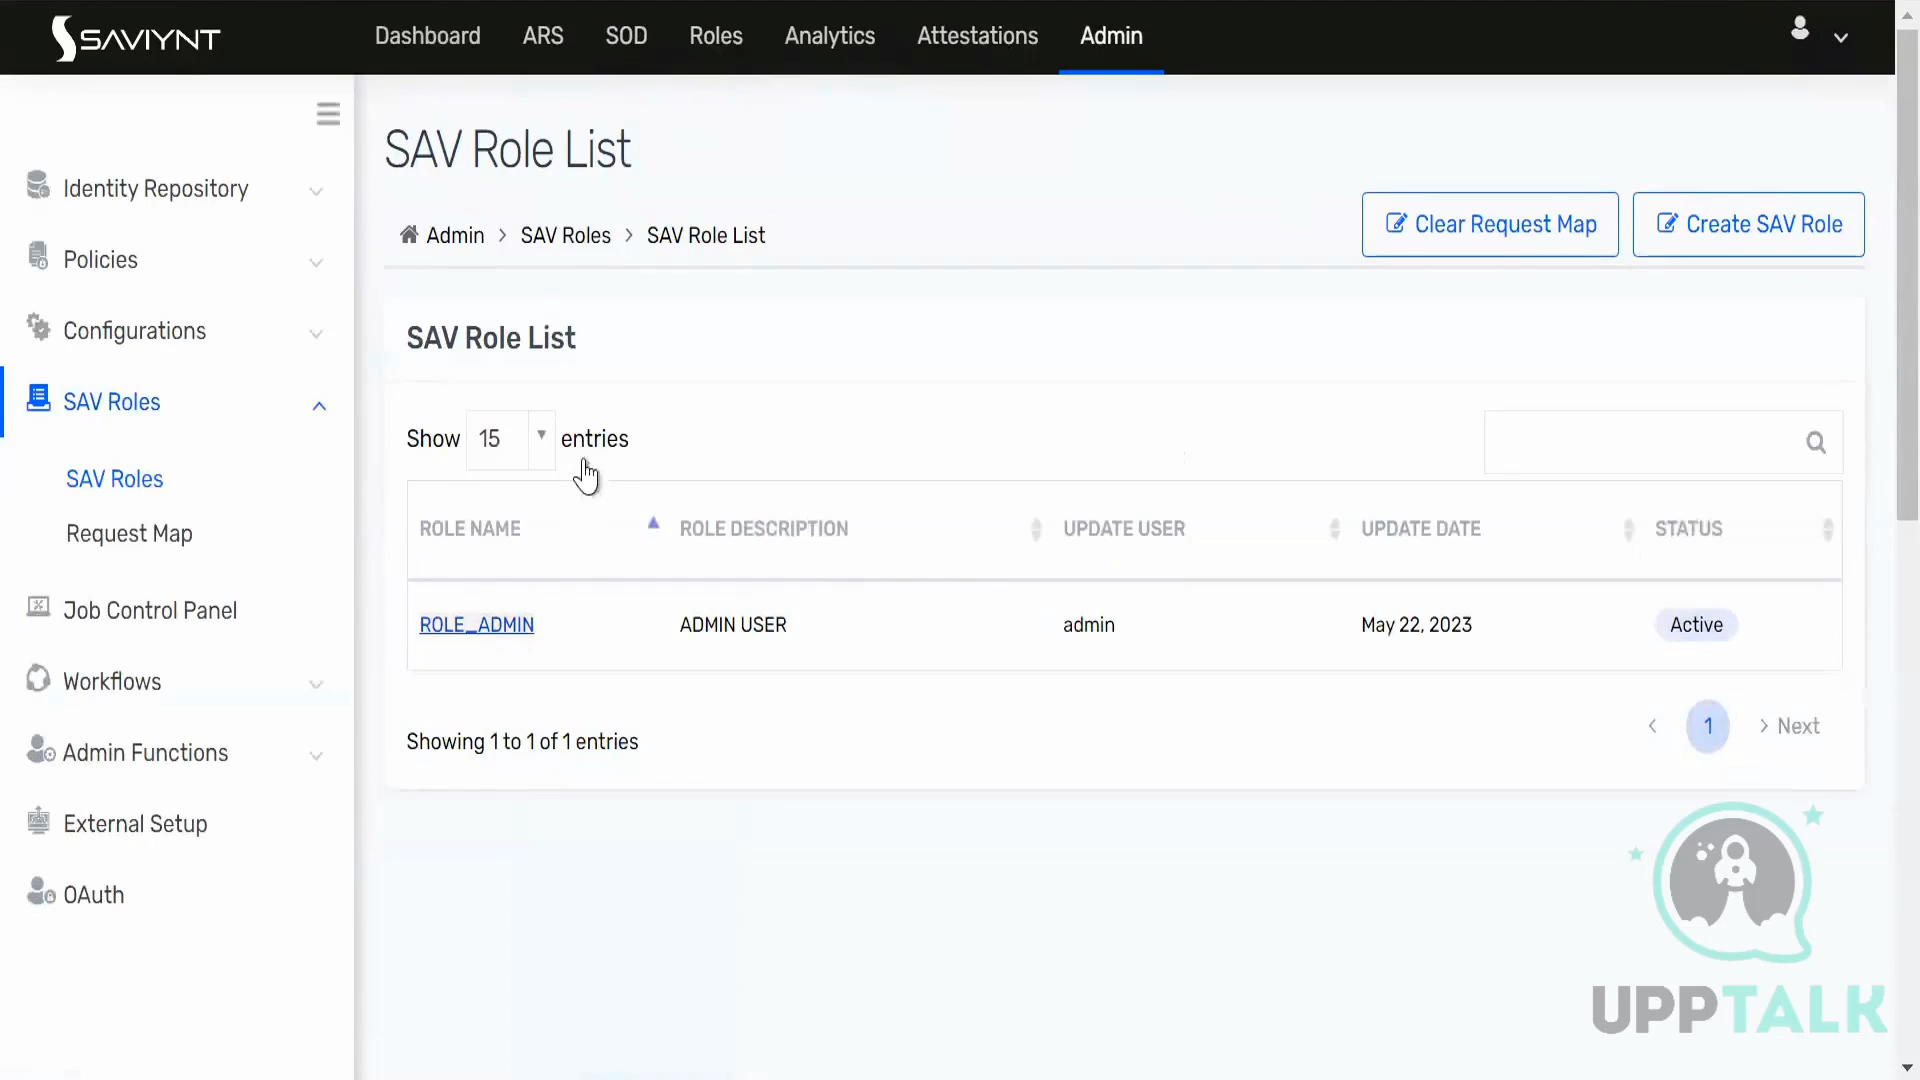 SAVIYNT
Dashboard ARS SOD Roles Analytics Attestations Admin
SAV Role List
Admin > SAV Roles > SAV Role List
Clear Request Map
Create SAV Role
Identity Repository
Policies
Configurations
SAV Roles
SAV Roles
Request Map
Job Control Panel
Workflows
Admin Functions
External Setup
OAuth
SAV Role List
Show 15 entries
ROLE NAME ROLE DESCRIPTION UPDATE USER UPDATE DATE STATUS
ROLE_ADMIN ADMIN USER admin May 22, 2023 Active
Showing 1 to 1 of 1 entries
< 1 > Next
UPPTALK